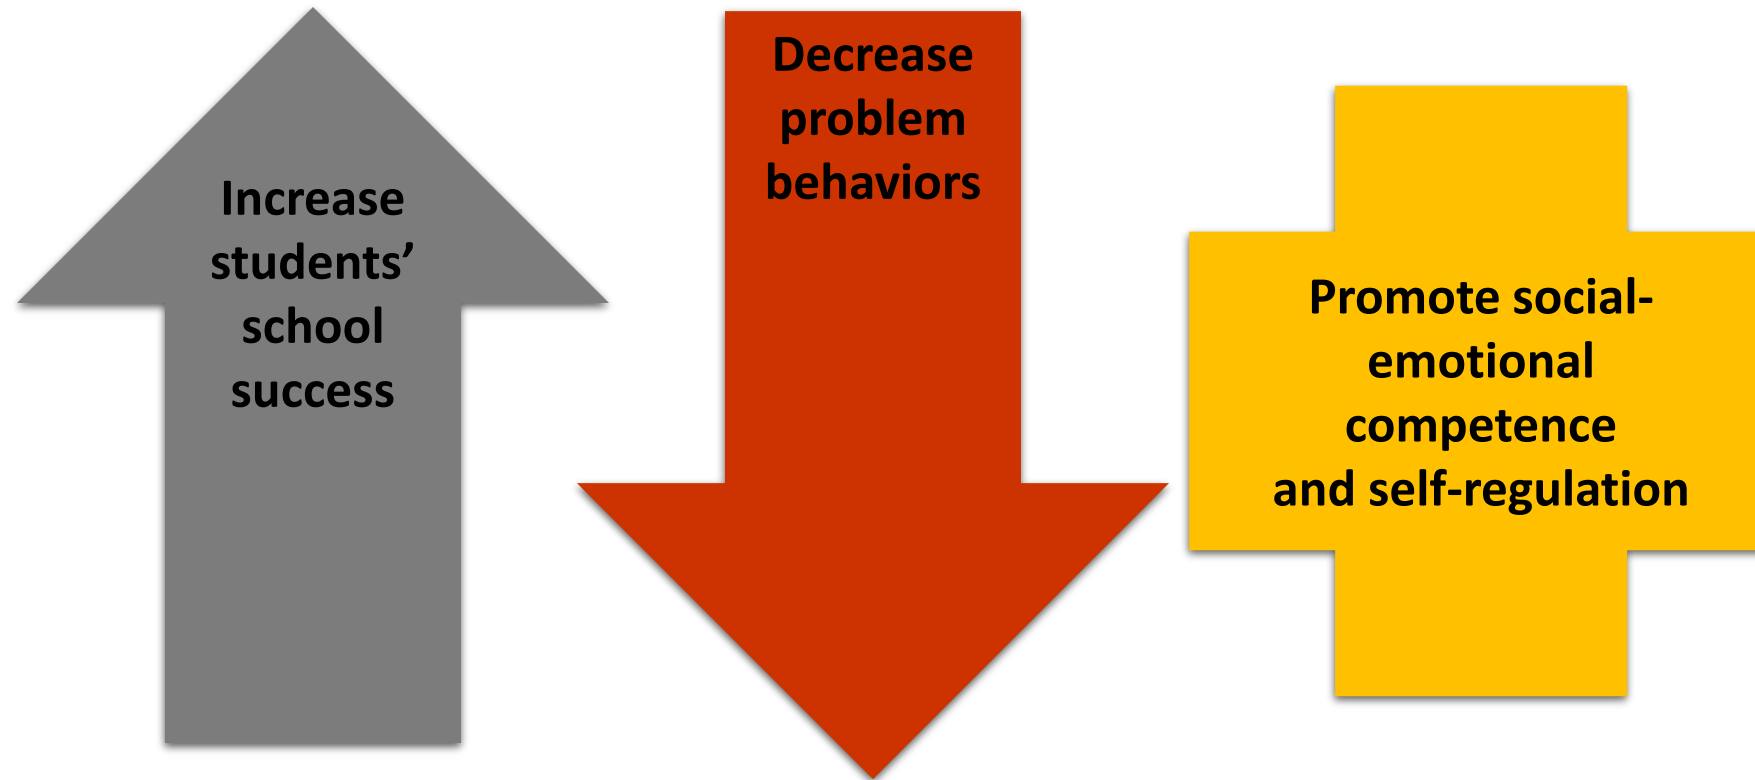 Increase
students’
school
success
Decrease
problem
behaviors
Promote social-
emotional
competence
and self-regulation